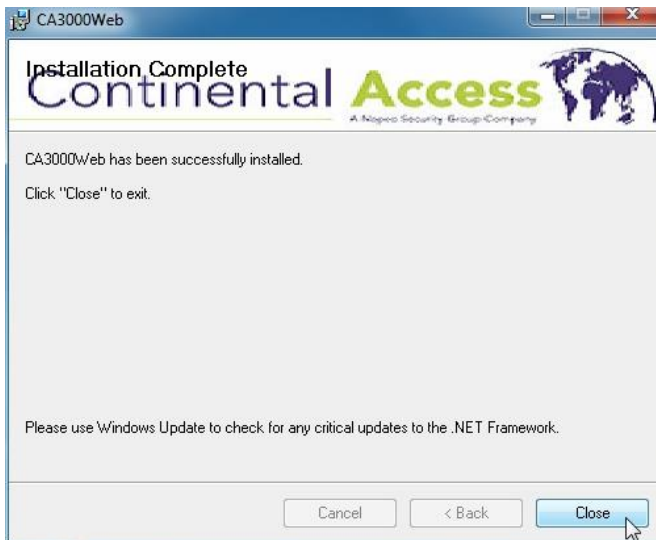 CA3000Web
Installation Complete
Continental Access
A Napco Security Group Company
CA3000Web has been successfully installed.
Click "Close" to exit.
Please use Windows Update to check for any critical updates to the .NET Framework.
Cancel
< Back
Close